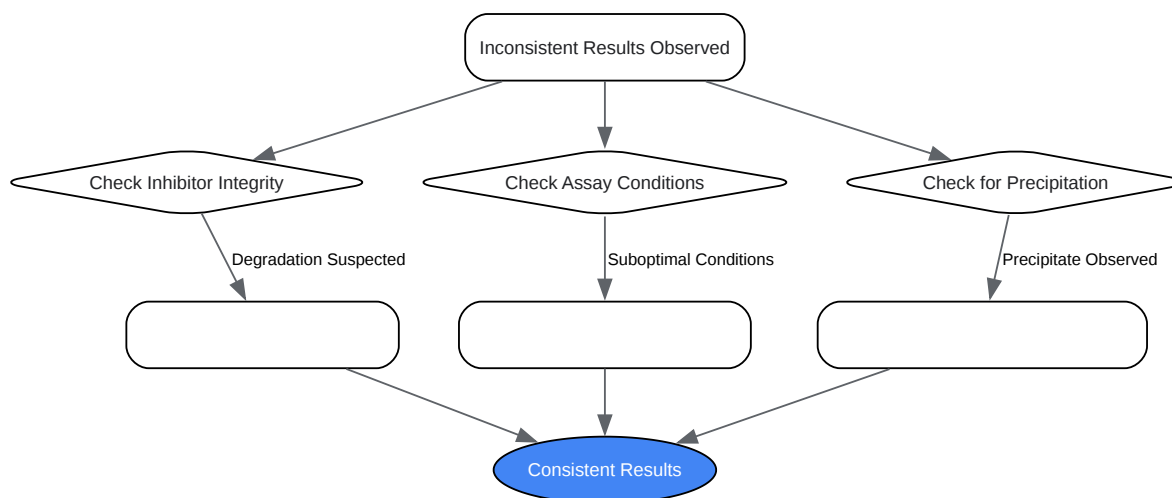 Inconsistent Results Observed
Check Inhibitor Integrity
Check Assay Conditions
Check for Precipitation
Degradation Suspected
Suboptimal Conditions
Precipitate Observed
Consistent Results